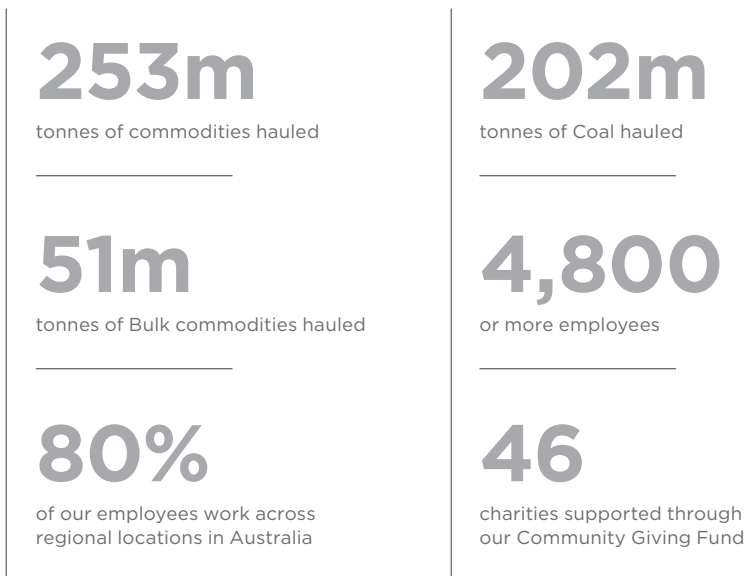 253m
tonnes of commodities hauled
51m
tonnes of Bulk commodities hauled
80%
of our employees work across
regional locations in Australia
202m
tonnes of Coal hauled
4,800
or more employees
46
charities supported through
our Community Giving Fund